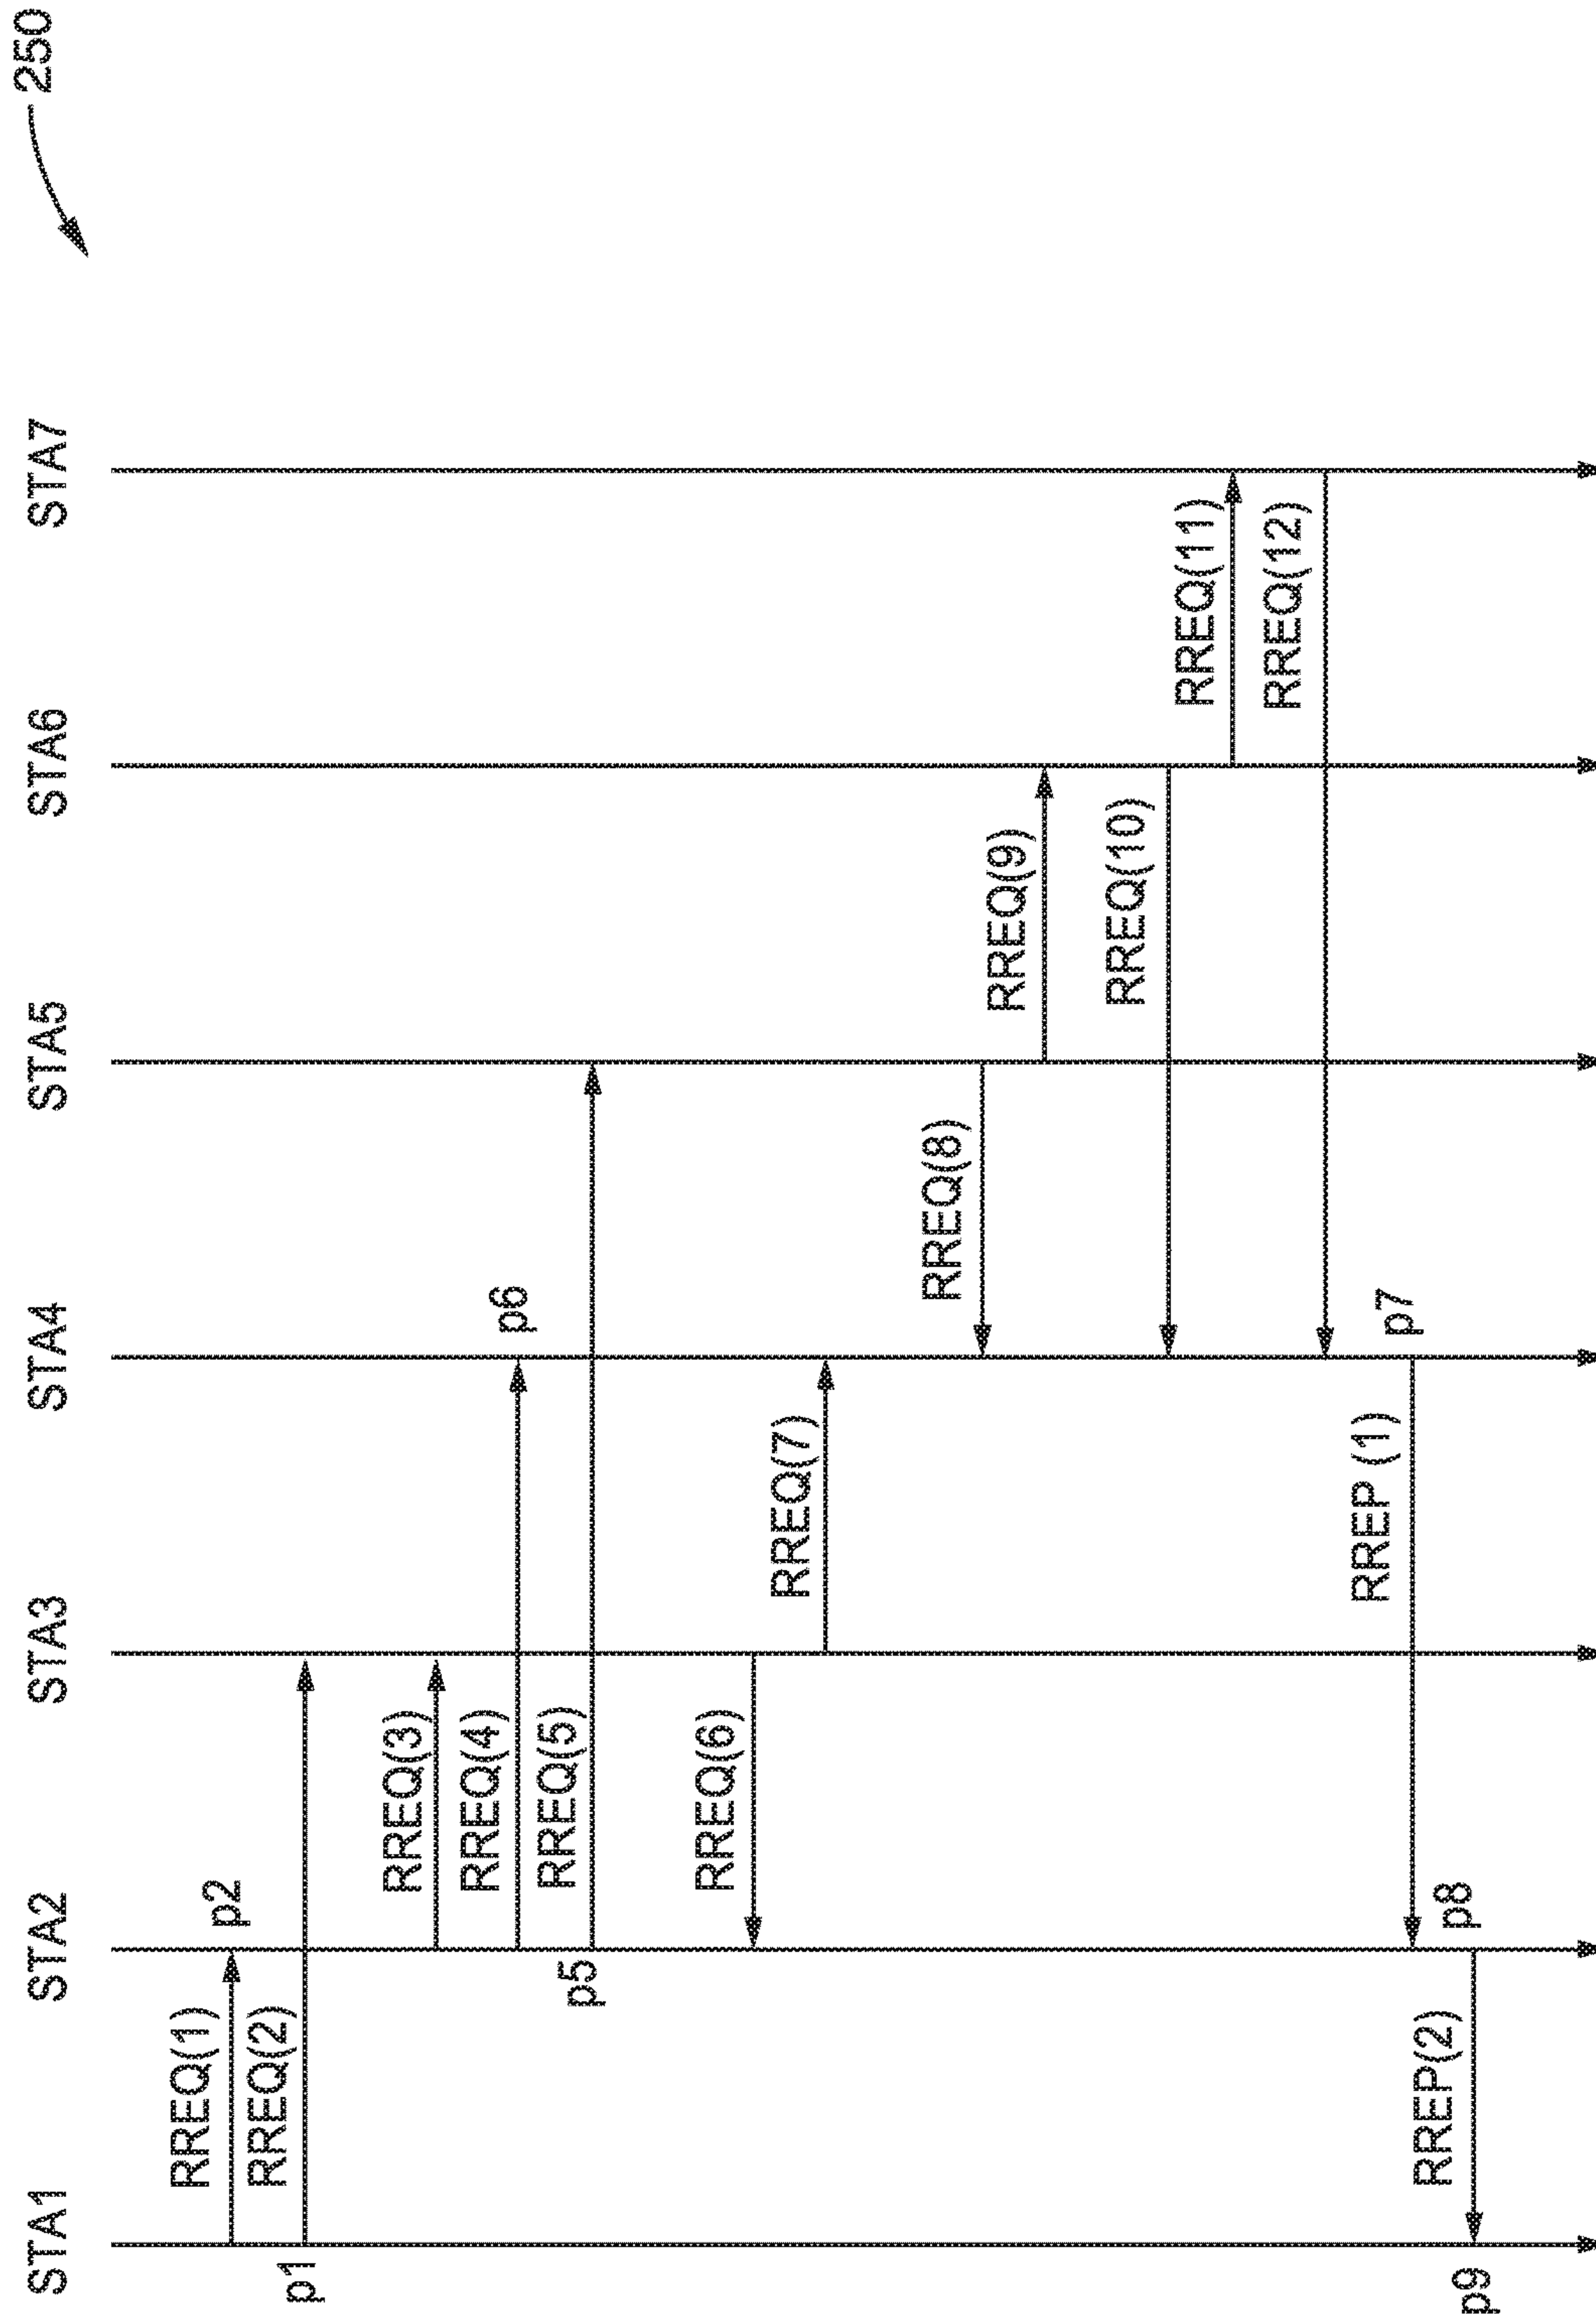 250
STA1 STA2 STA3 STA4 STA5 STA6 STA7
RREQ(1)
p2
RREQ(2)
p1
RREQ(3)
RREQ(4)
p6
RREQ(5)
p5
RREQ(6)
RREQ(7)
RREQ(8)
RREQ(9)
RREQ(10)
RREQ(11)
RREQ(12)
RREP (1)
p7
RREP(2)
p8
p9